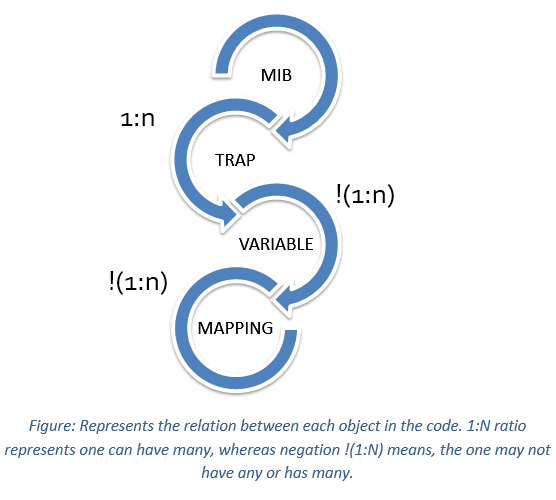 MIB
1:n
TRAP
!(1:n)
VARIABLE
!(1:n)
MAPPING
Figure: Represents the relation between each object in the code. 1:N ratio
represents one can have many, whereas negation !(1:N) means, the one may not
have any or has many.